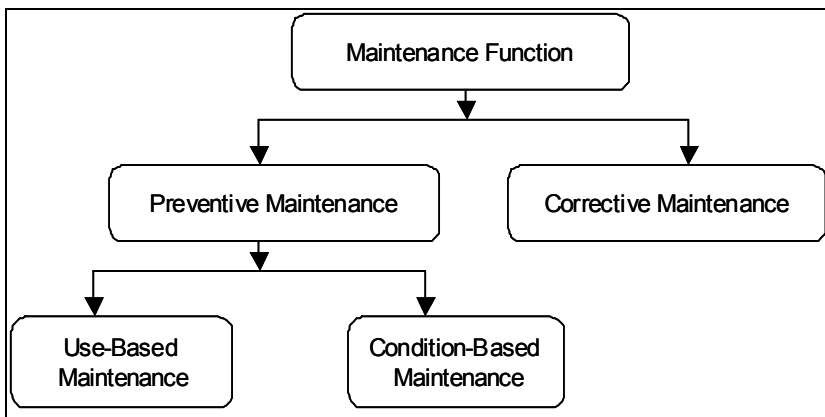 Maintenance Function
Preventive Maintenance
Corrective Maintenance
Use-Based
Maintenance
Condition-Based
Maintenance